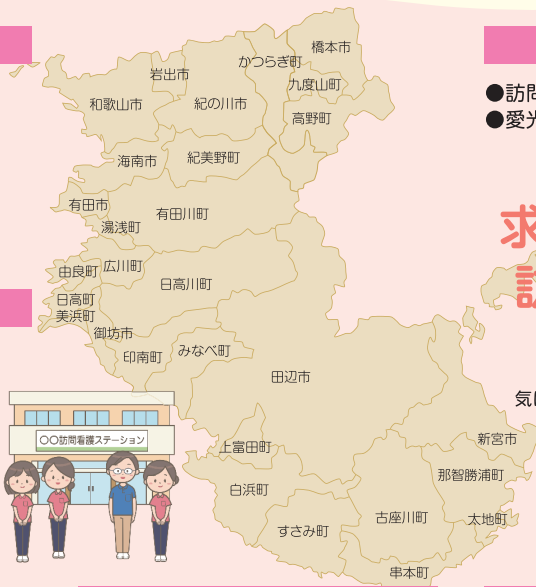 橋本市
かつらぎ町
岩出市
九度山町
和歌山市
紀の川市
高野町
●訪
●愛光
海南市
紀美野町
有田市
有田川町
湯浅町
求
由良町
広川町
日高川町
訪
日高町
美浜町
御坊市
印南町
みなべ町
田辺市
気
〇〇訪問看護ステーション
上富田町
新宮市
那智勝浦町
白浜町
すさみ町
古座川町
太地町
串本町